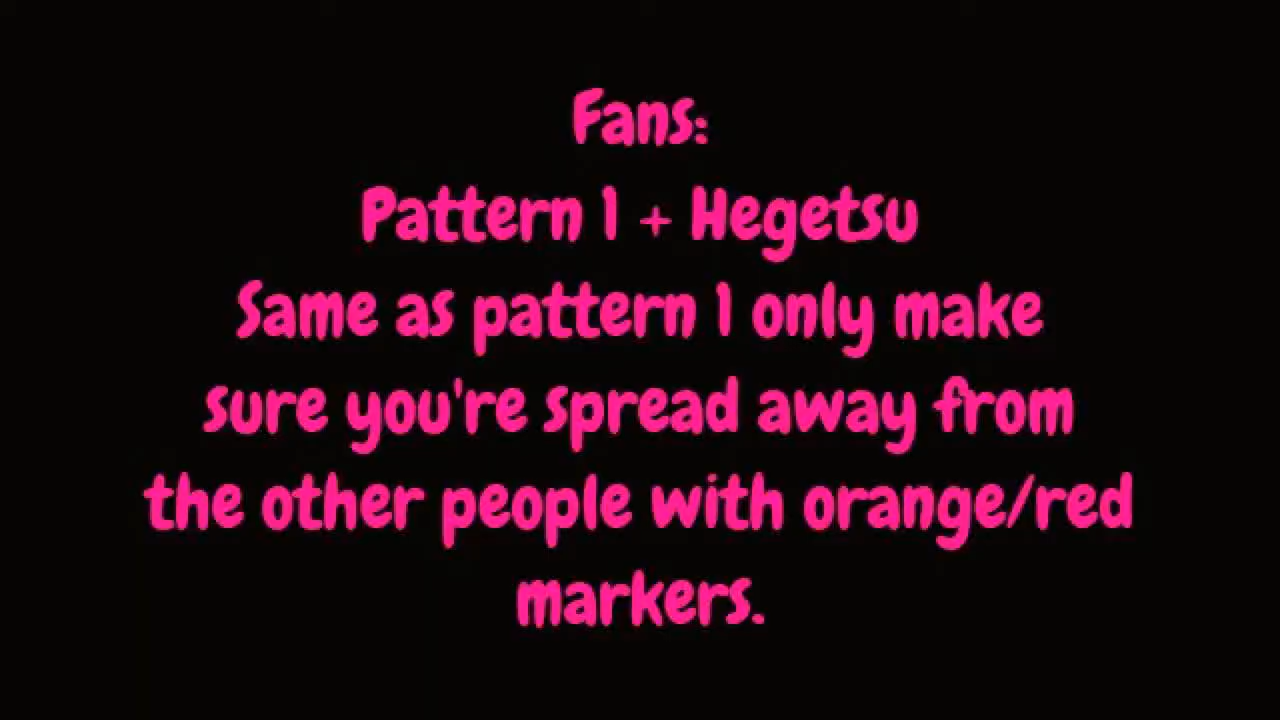 Fans:
Pattern 1 + Hegetsu
Same as pattern 1 only make
sure you're spread away from
the other people with orange/red
markers.